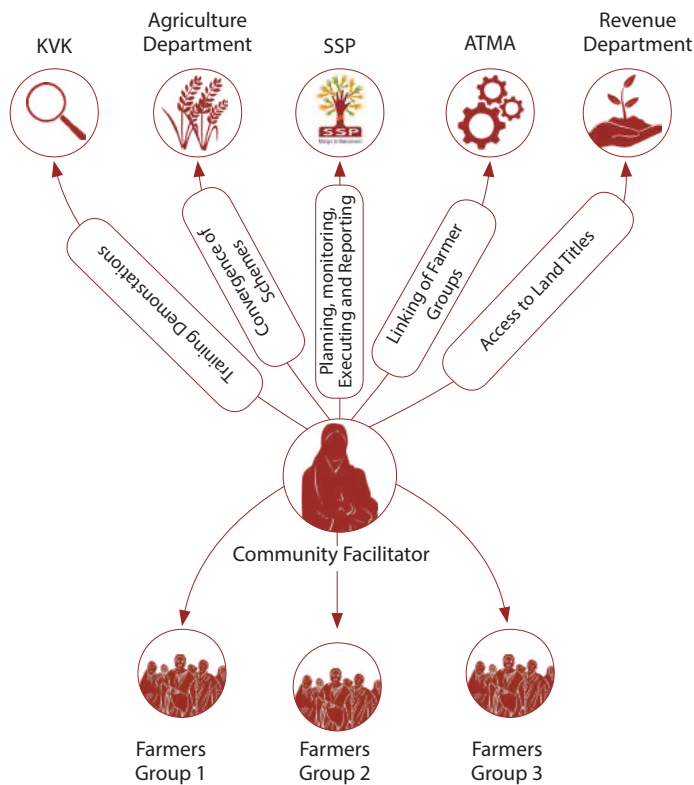 KVK
Agriculture
Department
SSP
ATMA
Revenue
Department
SSP
Training Demonstations
Convergence of
Schemes
Planning, monitoring,
Executing and Reporting
Linking of Farmer
Groups
Access to Land Titles
Community Facilitator
Farmers
Group 1
Farmers
Group 2
Farmers
Group 3